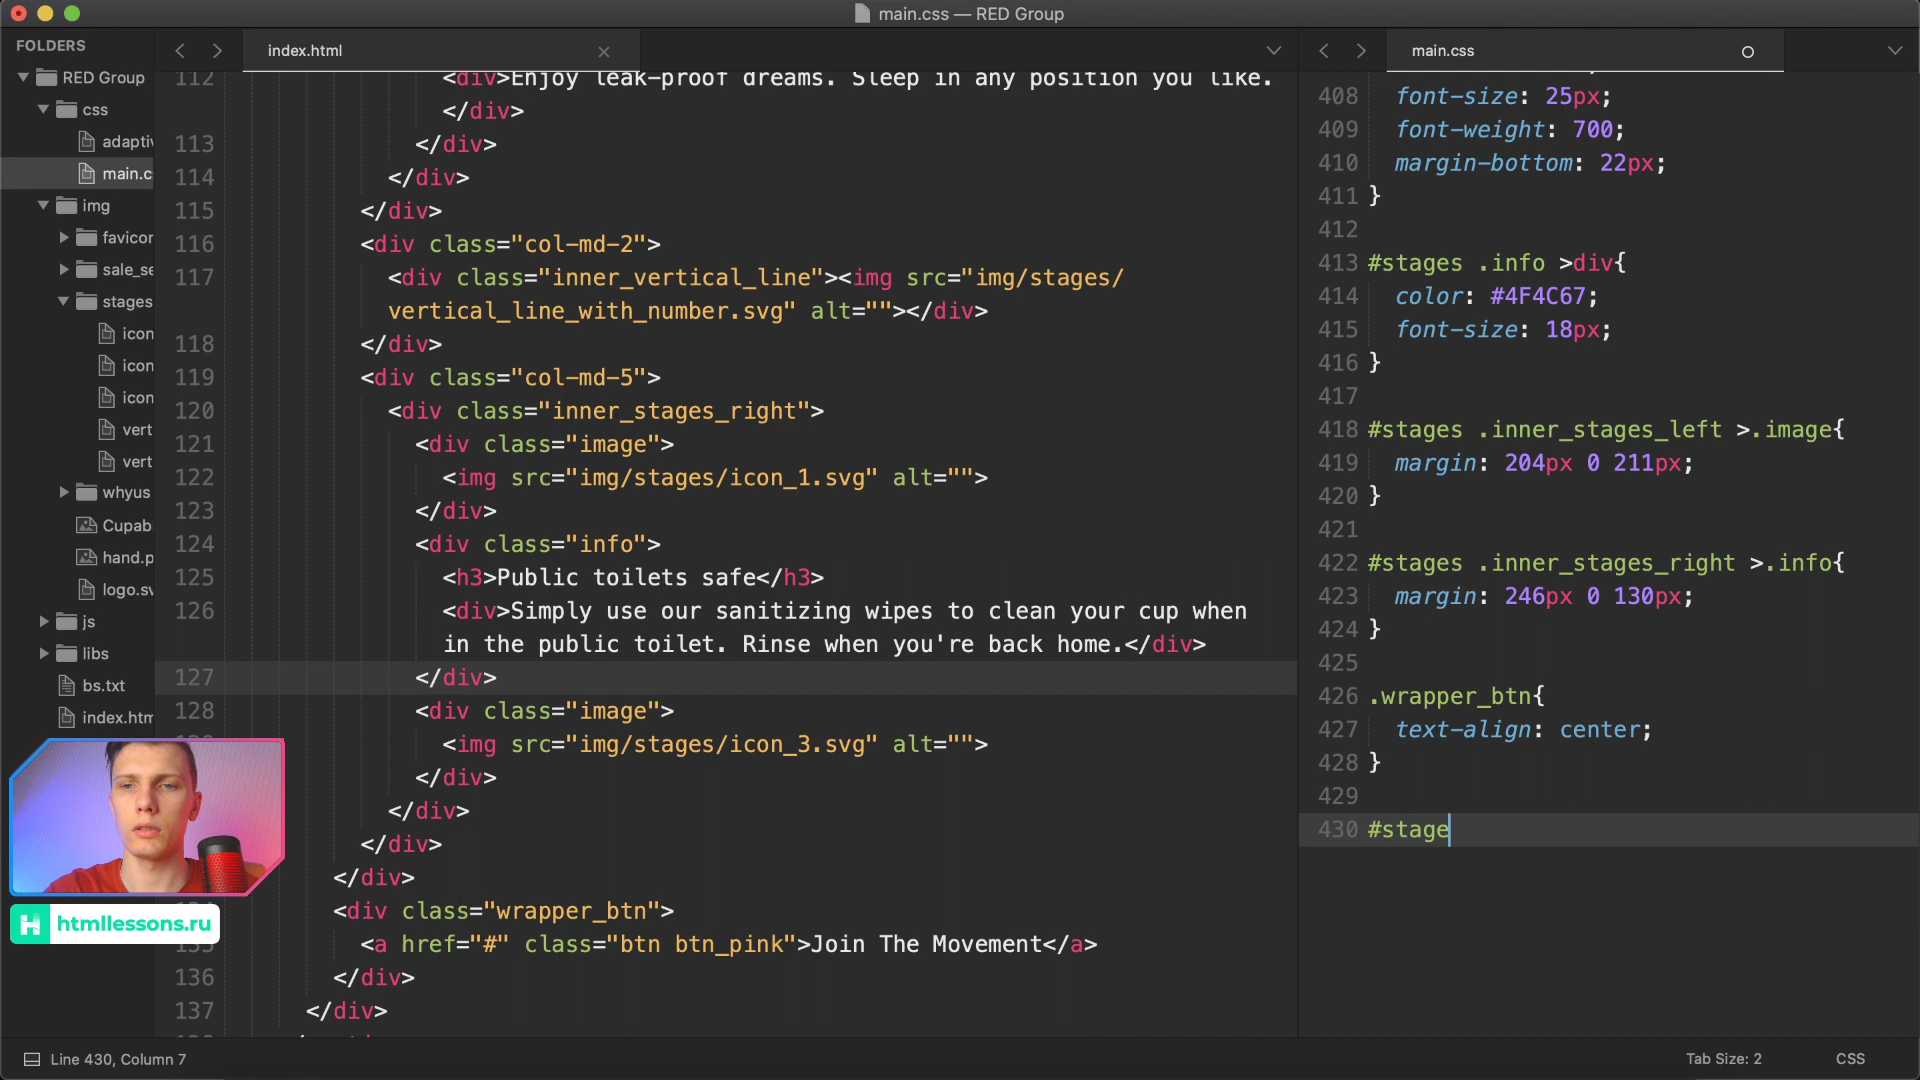 main.css — RED Group
FOLDERS
RED Group
css
adaptiv
main.c
img
favicor
sale_se
stages
icon
icon
icon
vert
vert
whyus
Cupab
hand.p
logo.sv
js
libs
bs.txt
index.htm
htmllessons.ru
index.html
112 <div>Enjoy leak-proof dreams. Sleep in any position you like.
</div>
113 </div>
114 </div>
115 </div>
116 <div class="col-md-2">
117 <div class="inner_vertical_line"><img src="img/stages/
vertical_line_with_number.svg" alt=""></div>
118 </div>
119 <div class="col-md-5">
120 <div class="inner_stages_right">
121 <div class="image">
122 <img src="img/stages/icon_1.svg" alt="">
123 </div>
124 <div class="info">
125 <h3>Public toilets safe</h3>
126 <div>Simply use our sanitizing wipes to clean your cup when
in the public toilet. Rinse when you're back home.</div>
127 </div>
128 <div class="image">
<img src="img/stages/icon_3.svg" alt="">
</div>
</div>
</div>
</div>
<div class="wrapper_btn">
135 <a href="#" class="btn btn_pink">Join The Movement</a>
136 </div>
137 </div>
main.css
408 font-size: 25px;
409 font-weight: 700;
410 margin-bottom: 22px;
411 }
412
413 #stages .info >div{
414 color: #4F4C67;
415 font-size: 18px;
416 }
417
418 #stages .inner_stages_left >.image{
419 margin: 204px 0 211px;
420 }
421
422 #stages .inner_stages_right >.info{
423 margin: 246px 0 130px;
424 }
425
426 .wrapper_btn{
427 text-align: center;
428 }
429
430 #stage
Line 430, Column 7
Tab Size: 2
CSS